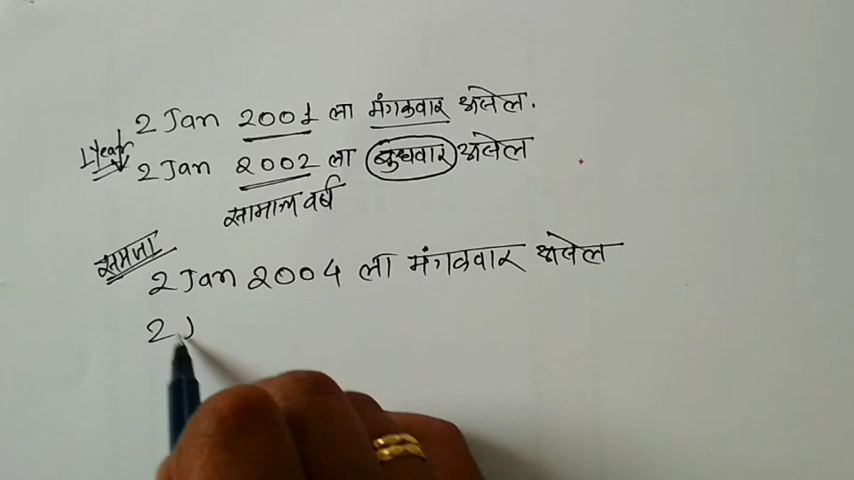 2 Jan 2001 ला मंगळवार असेल.
1 Year
2 Jan 2002 ला बुधवार असेल
सामान्य वर्ष
समजा
2 Jan 2004 ला मंगळवार असेल
2 J